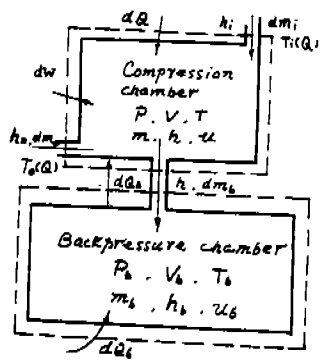 dQ
hi
dmi
Ti(Q)
dw
Compression
chamber
P. V. T
m. h. u
ho, dmo
To(Q)
dQb
h. dmb
Backpressure chamber
Pb. Vb. Tb
mb. hb. ub
dQb